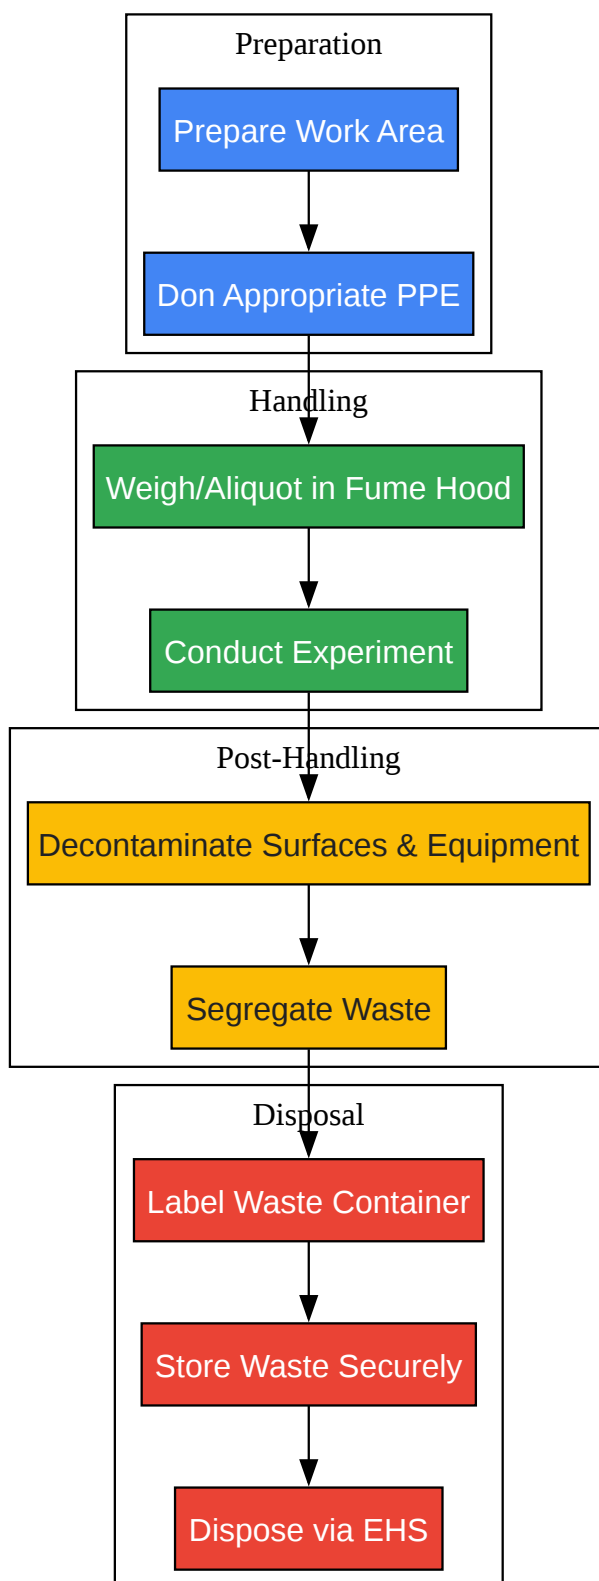 Preparation
Prepare Work Area
Don Appropriate PPE
Handling
Weigh/Aliquot in Fume Hood
Conduct Experiment
Post-Handling
Decontaminate Surfaces & Equipment
Segregate Waste
Disposal
Label Waste Container
Store Waste Securely
Dispose via EHS